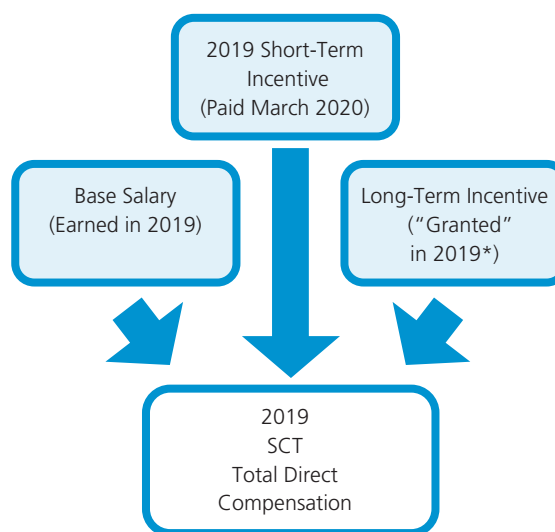 2019 Short-Term
Incentive
(Paid March 2020)
Base Salary
(Earned in 2019)
Long-Term Incentive
(“Granted”
in 2019*)
2019
SCT
Total Direct
Compensation